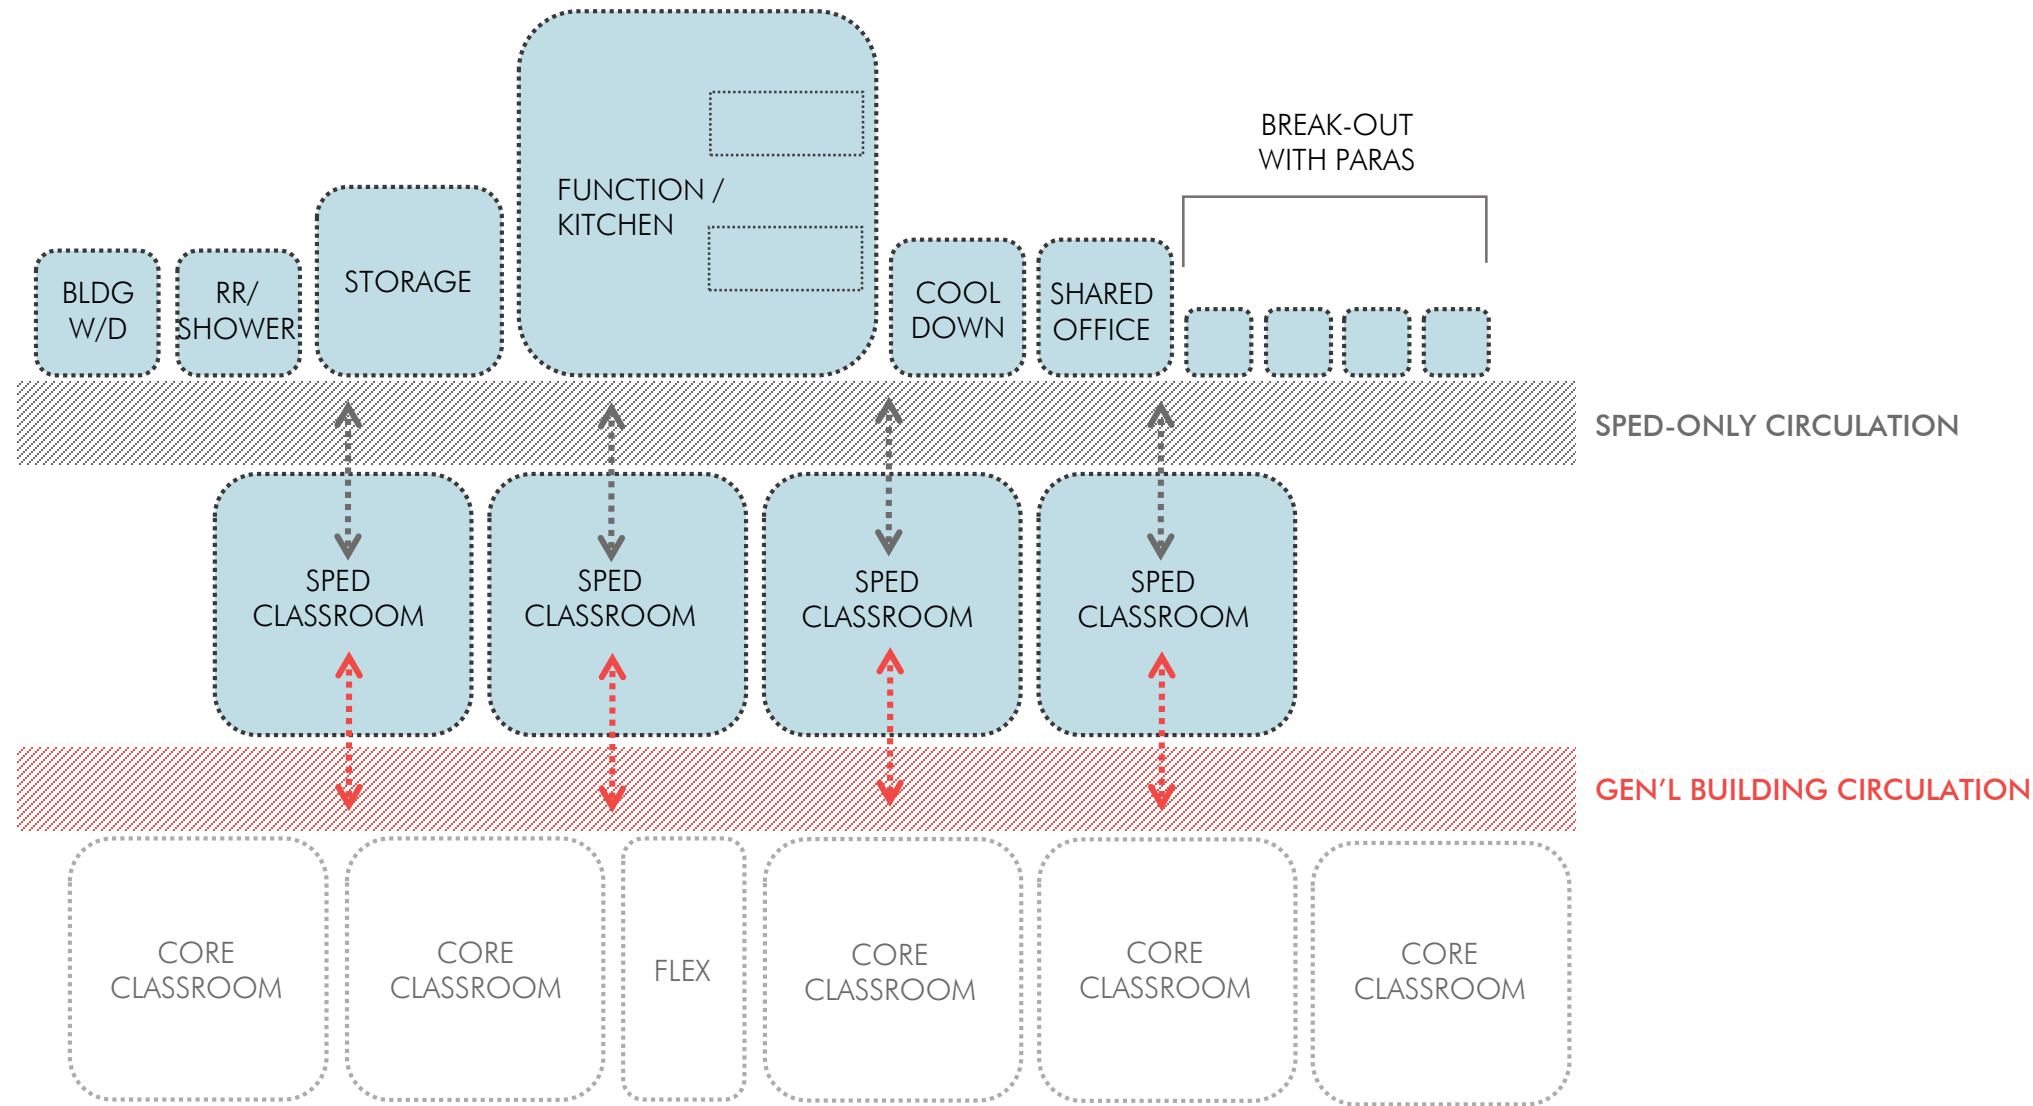 BREAK-OUT
WITH PARAS
FUNCTION /
KITCHEN
BLDG
W/D
RR/
SHOWER
STORAGE
COOL
DOWN
SHARED
OFFICE
SPED-ONLY CIRCULATION
SPED
CLASSROOM
SPED
CLASSROOM
SPED
CLASSROOM
SPED
CLASSROOM
GEN’L BUILDING CIRCULATION
CORE
CLASSROOM
CORE
CLASSROOM
FLEX
CORE
CLASSROOM
CORE
CLASSROOM
CORE
CLASSROOM